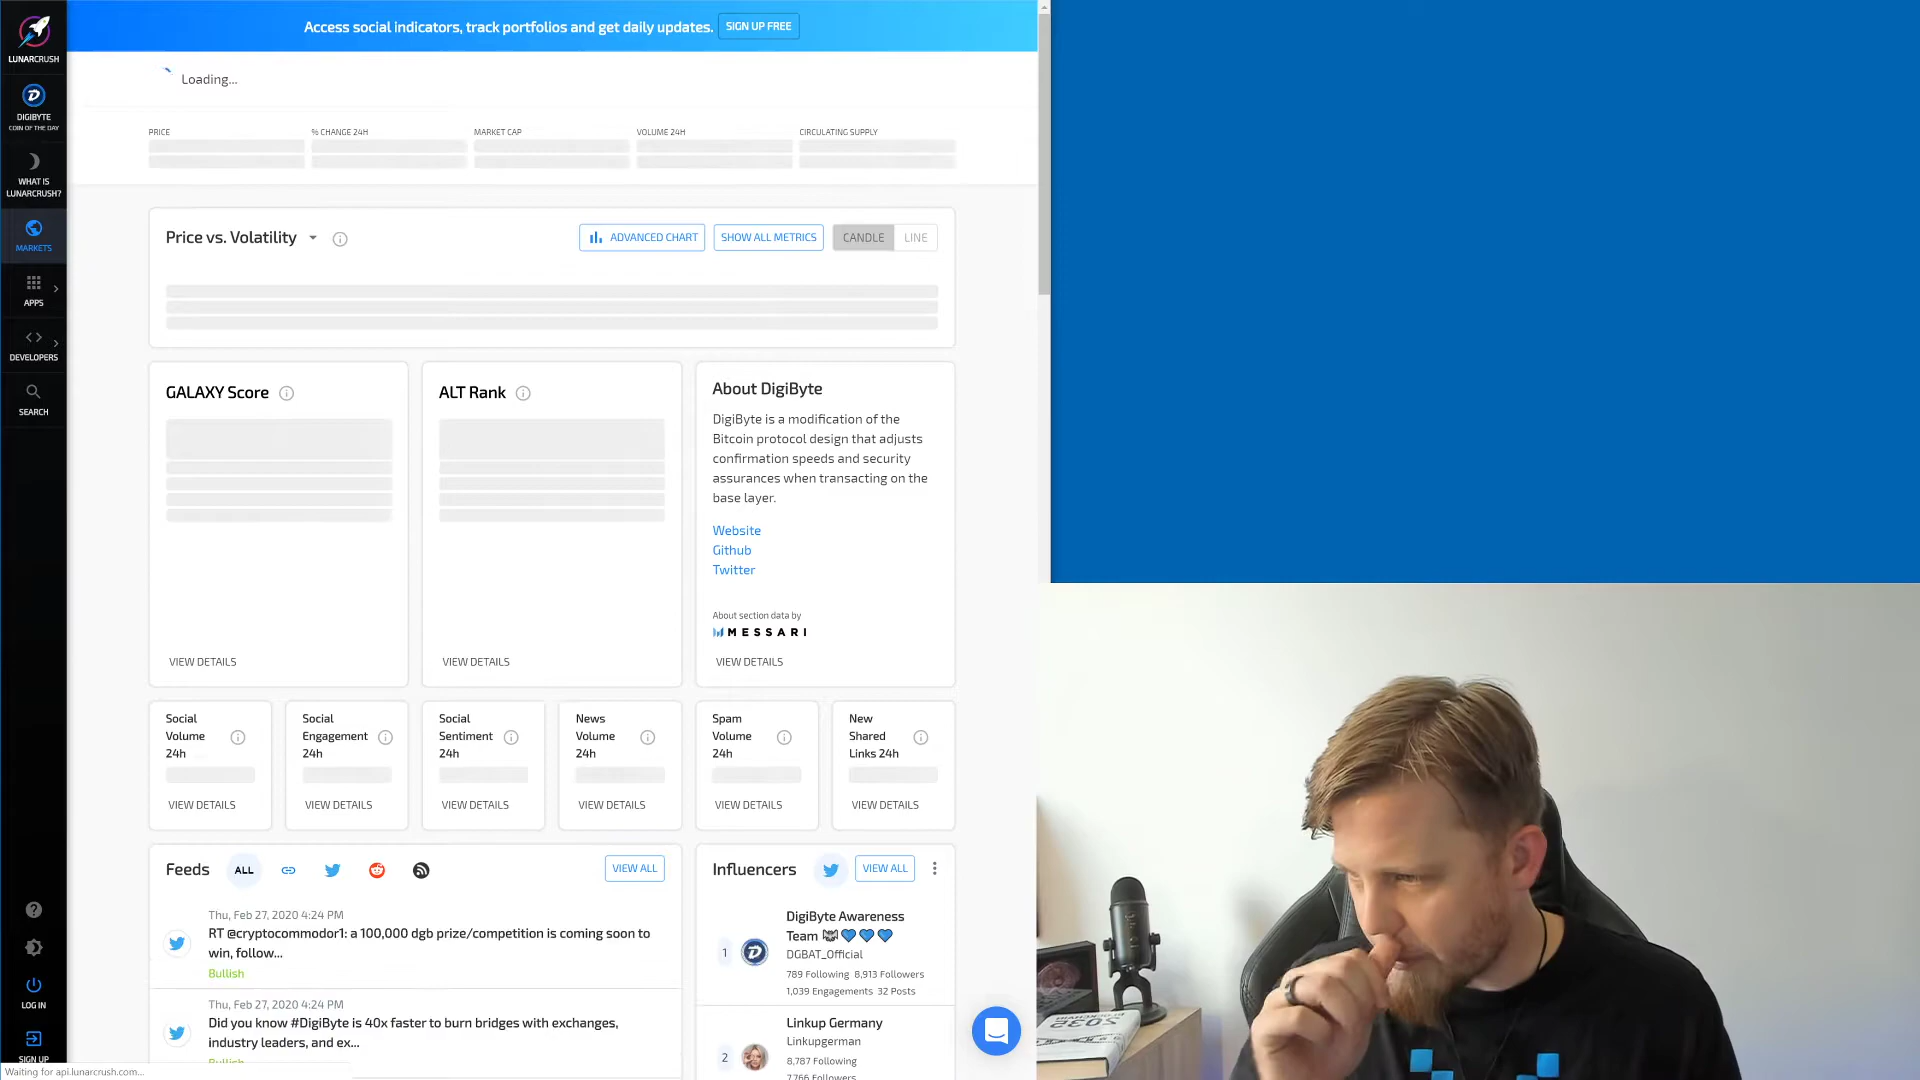 LUNARCRUSH
DIGIBYTE
COIN OF THE DAY
WHAT IS
LUNARCRUSH?
MARKETS
APPS
DEVELOPERS
SEARCH
LOG IN
SIGN UP
Access social indicators, track portfolios and get daily updates. SIGN UP FREE
Loading...
PRICE % CHANGE 24H MARKET CAP VOLUME 24H CIRCULATING SUPPLY
Price vs. Volatility ADVANCED CHART SHOW ALL METRICS CANDLE LINE
GALAXY Score
VIEW DETAILS
ALT Rank
VIEW DETAILS
About DigiByte
DigiByte is a modification of the
Bitcoin protocol design that adjusts
confirmation speeds and security
assurances when transacting on the
base layer.
Website
Github
Twitter
About section data by
MESSARI
VIEW DETAILS
Social
Volume
24h
VIEW DETAILS
Social
Engagement
24h
VIEW DETAILS
Social
Sentiment
24h
VIEW DETAILS
News
Volume
24h
VIEW DETAILS
Spam
Volume
24h
VIEW DETAILS
New
Shared
Links 24h
VIEW DETAILS
Feeds ALL VIEW ALL
Thu, Feb 27, 2020 4:24 PM
RT @cryptocommodor1: a 100,000 dgb prize/competition is coming soon to
win, follow...
Bullish
Thu, Feb 27, 2020 4:24 PM
Did you know #DigiByte is 40x faster to burn bridges with exchanges,
industry leaders, and ex...
Bullish
Influencers VIEW ALL
1
DigiByte Awareness
Team
DGBAT_Official
789 Following 8,913 Followers
1,039 Engagements 32 Posts
2
Linkup Germany
Linkupgerman
8,787 Following
7,766 Followers
Waiting for api.lunarcrush.com...
2035